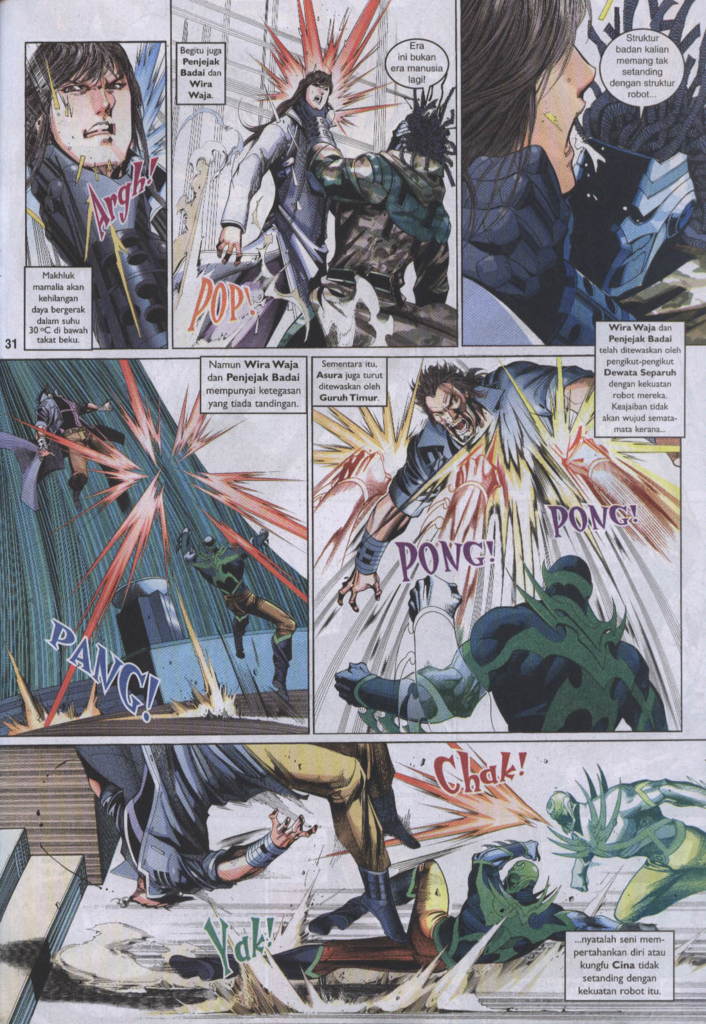 Argh!
Makhluk
mamalia akan
kehilangan
daya bergerak
dalam suhu
30 ºC di bawah
takat beku.
Begitu juga
Penjejak
Badai dan
Wira
Waja.
Era
ini bukan
era manusia
lagi!
POP!
Struktur
badan kalian
memang tak
setanding
dengan struktur
robot...
31
Wira Waja dan
Penjejak Badai
telah ditewaskan oleh
pengikut-pengikut
Dewata Separuh
dengan kekuatan
robot mereka.
Keajaiban tidak
akan wujud semata-
mata kerana...
Namun Wira Waja
dan Penjejak Badai
mempunyai ketegasan
yang tiada tandingan.
PANG!
Sementara itu,
Asura juga turut
ditewaskan oleh
Guruh Timur.
PONG!
PONG!
Chak!
Yak!
...nyatalah seni mem-
pertahankan diri atau
kungfu Cina tidak
setanding dengan
kekuatan robot itu.